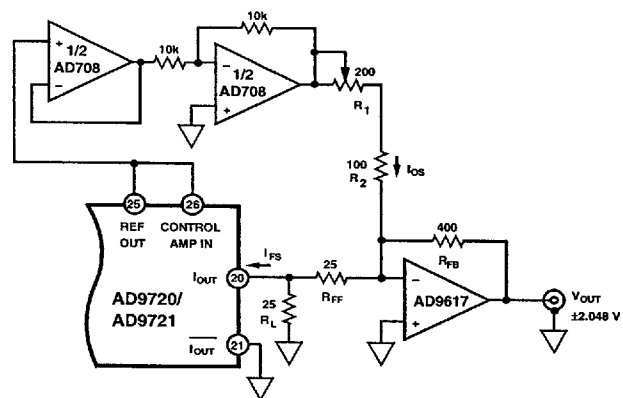 10k
10k
+
1/2
AD708
−
−
1/2
AD708
+
200
R1
100
R2
IOS
25
26
REF
OUT
CONTROL
AMP IN
IFS
400
RFB
IOUT
20
25
RFF
−
AD9617
+
VOUT
±2.048 V
AD9720/
AD9721
25
RL
IOUT
21